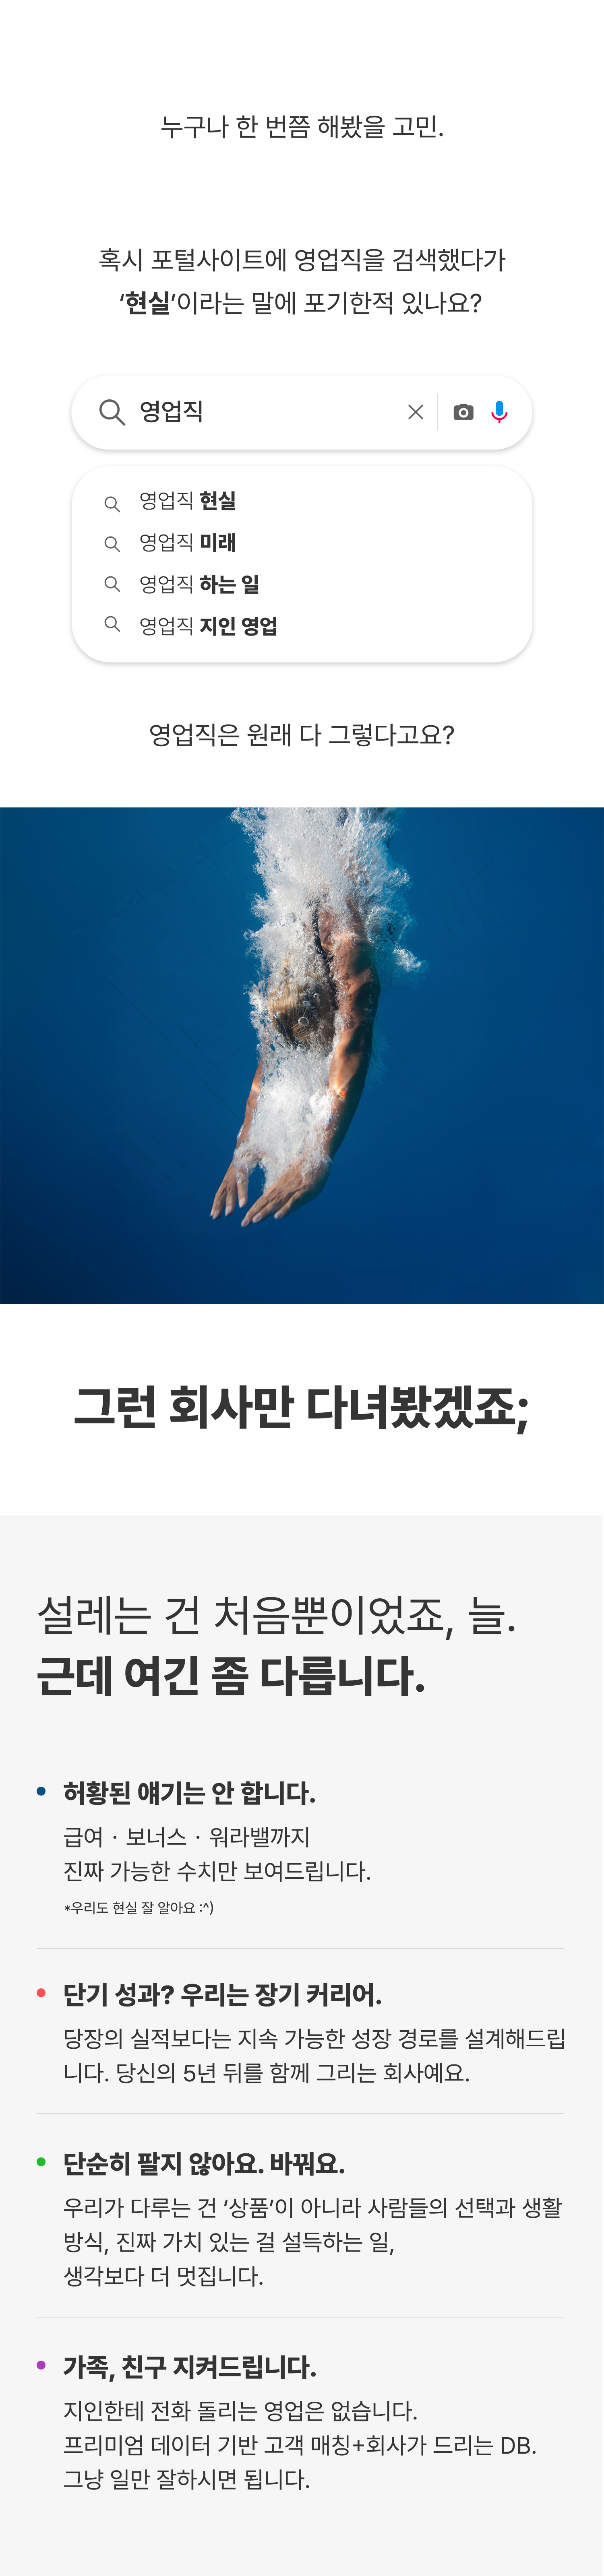 누구나 한 번쯤 해봤을 고민.
혹시 포털사이트에 영업직을 검색했다가
‘현실’이라는 말에 포기한적 있나요?
영업직
영업직 현실
영업직 미래
영업직 하는 일
영업직 지인 영업
영업직은 원래 다 그렇다고요?
그런 회사만 다녀봤겠죠;
설레는 건 처음뿐이었죠, 늘.
근데 여긴 좀 다릅니다.
• 허황된 얘기는 안 합니다.
급여 · 보너스 · 워라밸까지
진짜 가능한 수치만 보여드립니다.
*우리도 현실 잘 알아요 :^)
• 단기 성과? 우리는 장기 커리어.
당장의 실적보다는 지속 가능한 성장 경로를 설계해드립
니다. 당신의 5년 뒤를 함께 그리는 회사예요.
• 단순히 팔지 않아요. 바꿔요.
우리가 다루는 건 ‘상품’이 아니라 사람들의 선택과 생활
방식, 진짜 가치 있는 걸 설득하는 일,
생각보다 더 멋집니다.
• 가족, 친구 지켜드립니다.
지인한테 전화 돌리는 영업은 없습니다.
프리미엄 데이터 기반 고객 매칭+회사가 드리는 DB.
그냥 일만 잘하시면 됩니다.